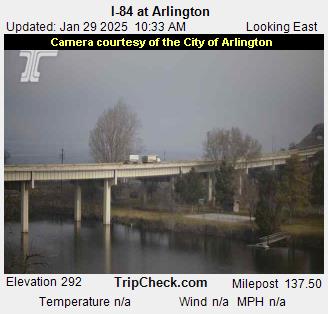 I-84 at Arlington
Updated: Jan 29 2025 10:33 AM Looking East
Camera courtesy of the City of Arlington
Elevation 292 TripCheck.com Milepost 137.50
Temperature n/a Wind n/a MPH n/a